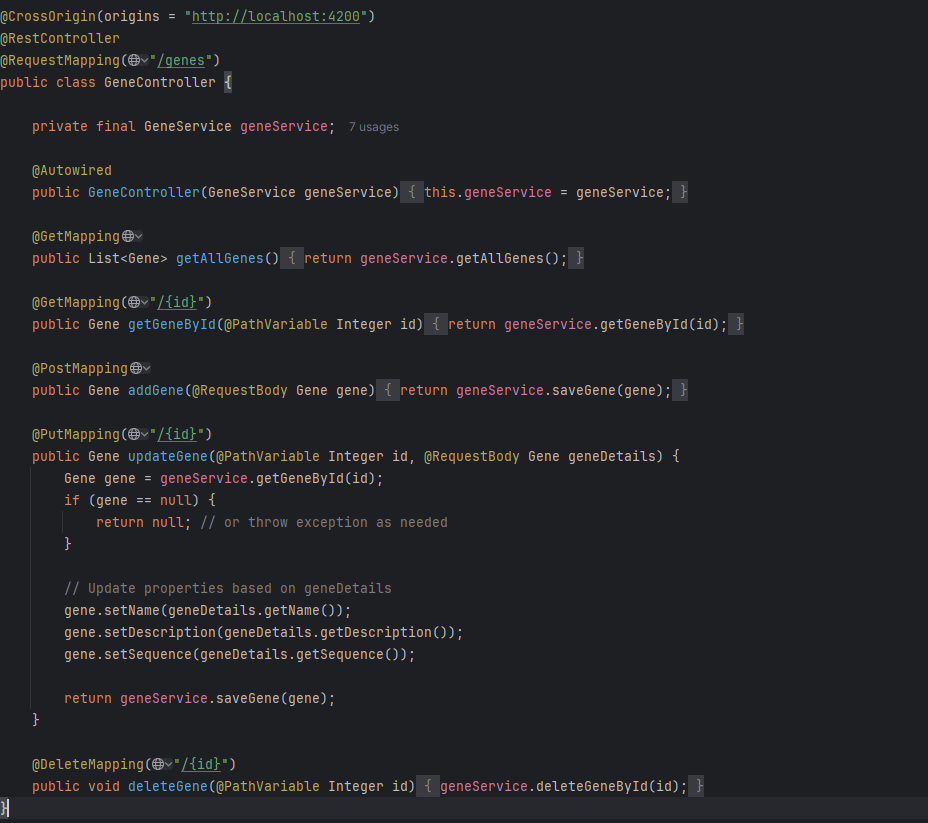 @CrossOrigin(origins = "http://localhost:4200")
@RestController
@RequestMapping("/genes")
public class GeneController {
private final GeneService geneService; 7 usages
@Autowired
public GeneController(GeneService geneService) { this.geneService = geneService; }
@GetMapping
public List<Gene> getAllGenes() { return geneService.getAllGenes(); }
@GetMapping("/{id}")
public Gene getGeneById(@PathVariable Integer id) { return geneService.getGeneById(id); }
@PostMapping
public Gene addGene(@RequestBody Gene gene) { return geneService.saveGene(gene); }
@PutMapping("/{id}")
public Gene updateGene(@PathVariable Integer id, @RequestBody Gene geneDetails) {
Gene gene = geneService.getGeneById(id);
if (gene == null) {
return null; // or throw exception as needed
}
// Update properties based on geneDetails
gene.setName(geneDetails.getName());
gene.setDescription(geneDetails.getDescription());
gene.setSequence(geneDetails.getSequence());
return geneService.saveGene(gene);
}
@DeleteMapping("/{id}")
public void deleteGene(@PathVariable Integer id) { geneService.deleteGeneById(id); }
}